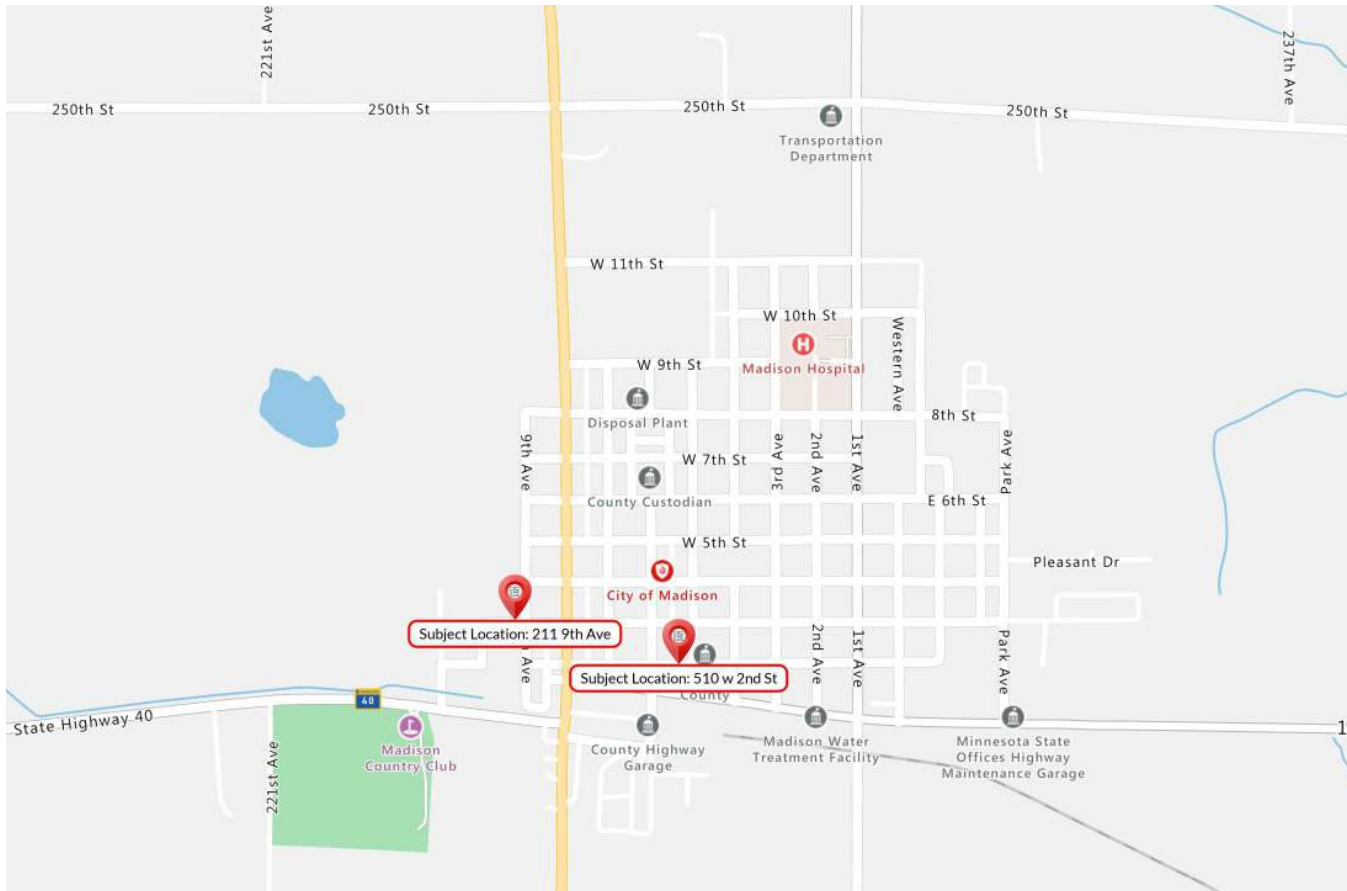 221st Ave
237th Ave
250th St
250th St
250th St
250th St
Transportation
Department
W 11th St
W 10th St
Western Ave
Madison Hospital
W 9th St
8th St
Disposal Plant
9th Ave
3rd Ave
2nd Ave
1st Ave
Park Ave
W 7th St
County Custodian
E 6th St
W 5th St
Pleasant Dr
City of Madison
Subject Location: 211 9th Ave
Ave
2nd Ave
1st Ave
Park Ave
Subject Location: 510 w 2nd St
County
40
State Highway 40
Madison
Country Club
221st Ave
County Highway
Garage
Madison Water
Treatment Facility
Minnesota State
Offices Highway
Maintenance Garage
H